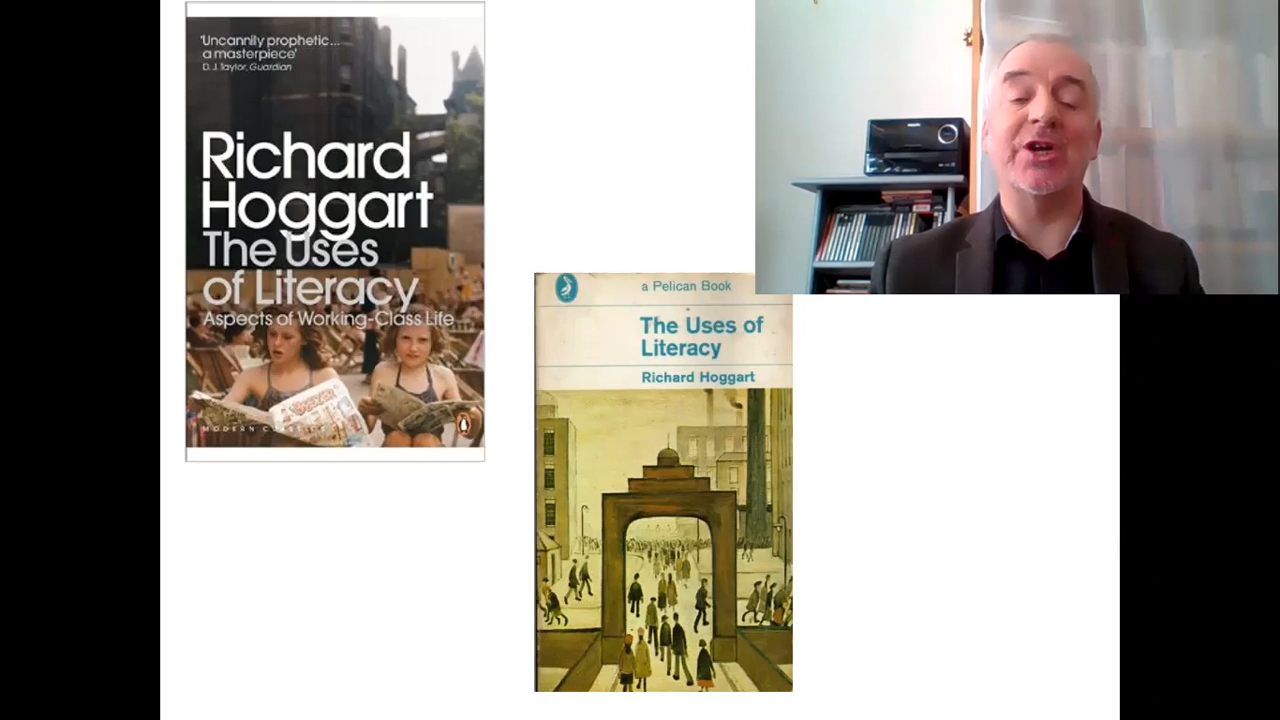 'Uncannily prophetic...
a masterpiece'
D. J. Taylor, Guardian
Richard
Hoggart
The Uses
of Literacy
Aspects of Working-Class Life
MODERN CLASSICS
a Pelican Book
The Uses of
Literacy
Richard Hoggart